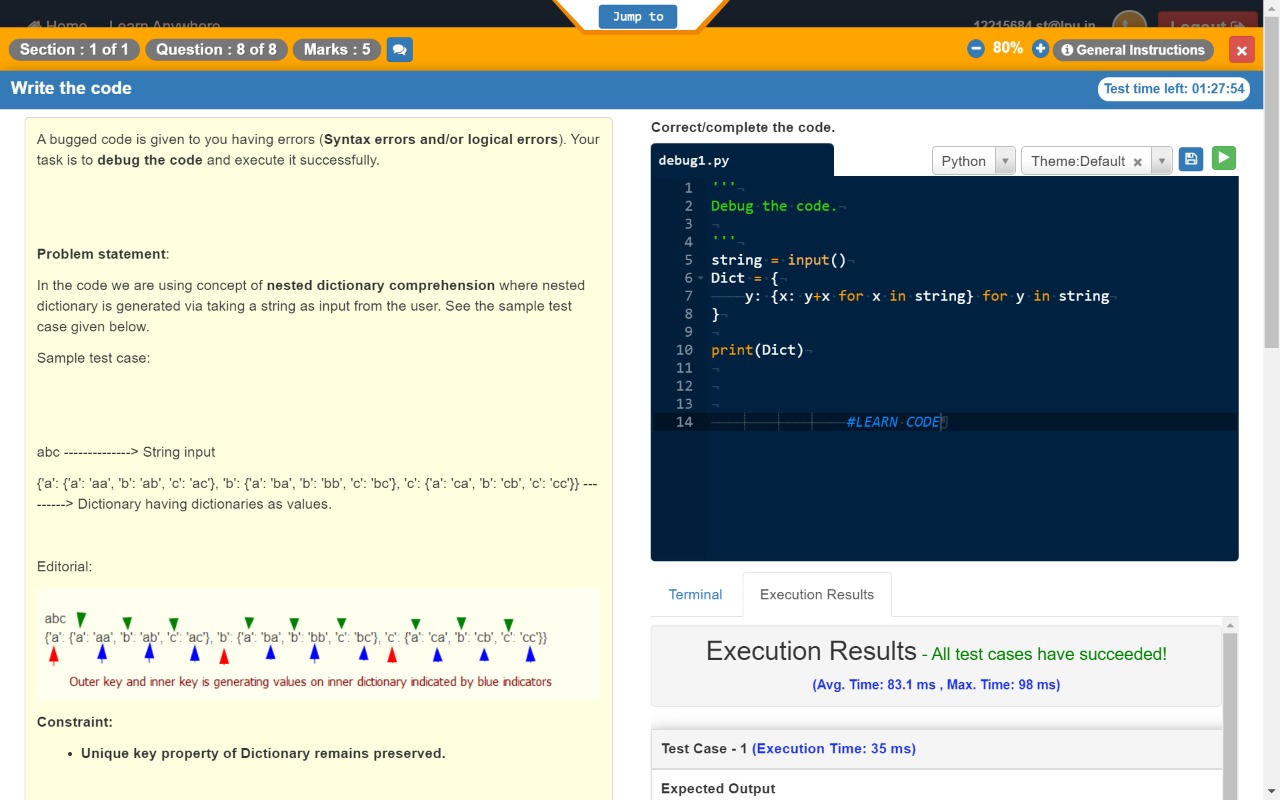 Home Learn Anywhere
Jump to
12215684.st@lpu.in
Logout
Section : 1 of 1
Question : 8 of 8
Marks : 5
80%
General Instructions
Write the code
Test time left: 01:27:54
A bugged code is given to you having errors (Syntax errors and/or logical errors). Your
task is to debug the code and execute it successfully.
Problem statement:
In the code we are using concept of nested dictionary comprehension where nested
dictionary is generated via taking a string as input from the user. See the sample test
case given below.
Sample test case:
abc --------------> String input
{'a': {'a': 'aa', 'b': 'ab', 'c': 'ac'}, 'b': {'a': 'ba', 'b': 'bb', 'c': 'bc'}, 'c': {'a': 'ca', 'b': 'cb', 'c': 'cc'}} ---
------> Dictionary having dictionaries as values.
Editorial:
abc
{'a': {'a': 'aa', 'b': 'ab', 'c': 'ac'}, 'b': {'a': 'ba', 'b': 'bb', 'c': 'bc'}, 'c': {'a': 'ca', 'b': 'cb', 'c': 'cc'}}
Outer key and inner key is generating values on inner dictionary indicated by blue indicators
Constraint:
• Unique key property of Dictionary remains preserved.
Correct/complete the code.
debug1.py
Python
Theme:Default ×
1 '''
2 Debug the code.
3
4 '''
5 string = input()
6 Dict = {
7 y: {x: y+x for x in string} for y in string
8 }
9
10 print(Dict)
11
12
13
14 #LEARN CODE
Terminal
Execution Results
Execution Results - All test cases have succeeded!
(Avg. Time: 83.1 ms , Max. Time: 98 ms)
Test Case - 1 (Execution Time: 35 ms)
Expected Output